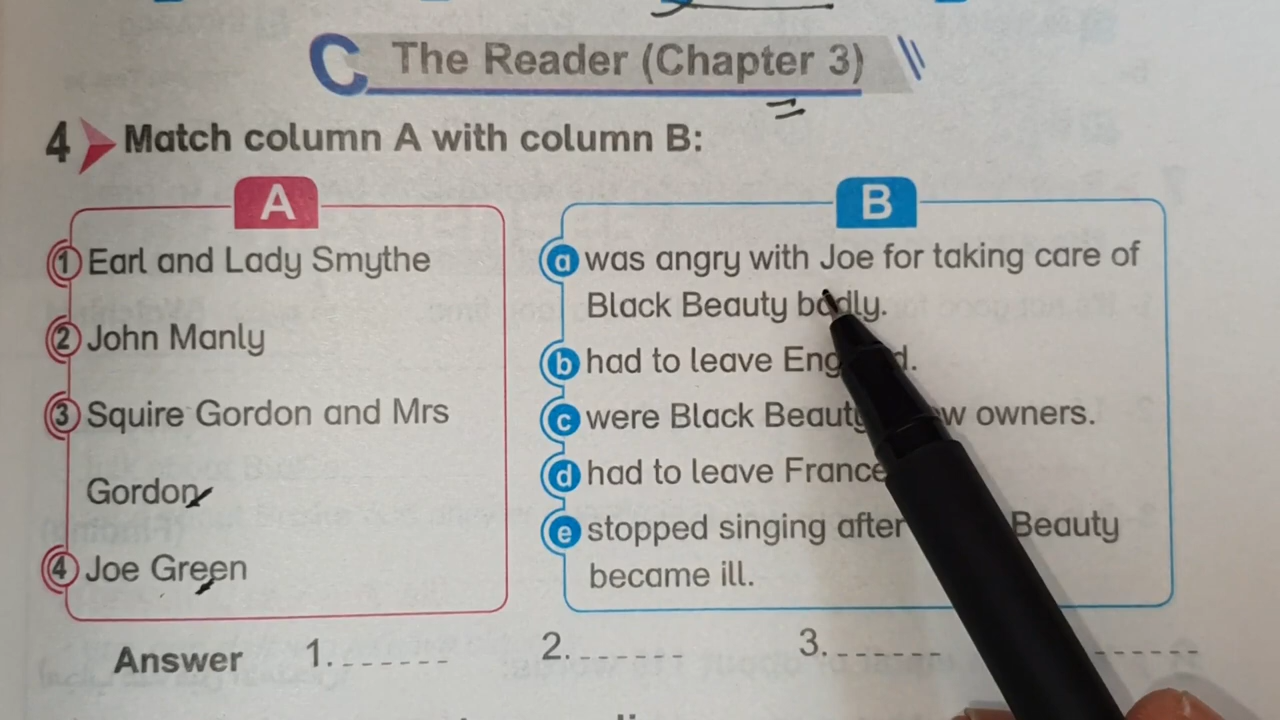 C The Reader (Chapter 3)
4 Match column A with column B:
A
1 Earl and Lady Smythe
2 John Manly
3 Squire Gordon and Mrs
Gordon
4 Joe Green
B
a was angry with Joe for taking care of
Black Beauty badly.
b had to leave
c were Black Beauty owners.
d had to leave France
e stopped singing after Beauty
became ill.
Answer 1. 2. 3.